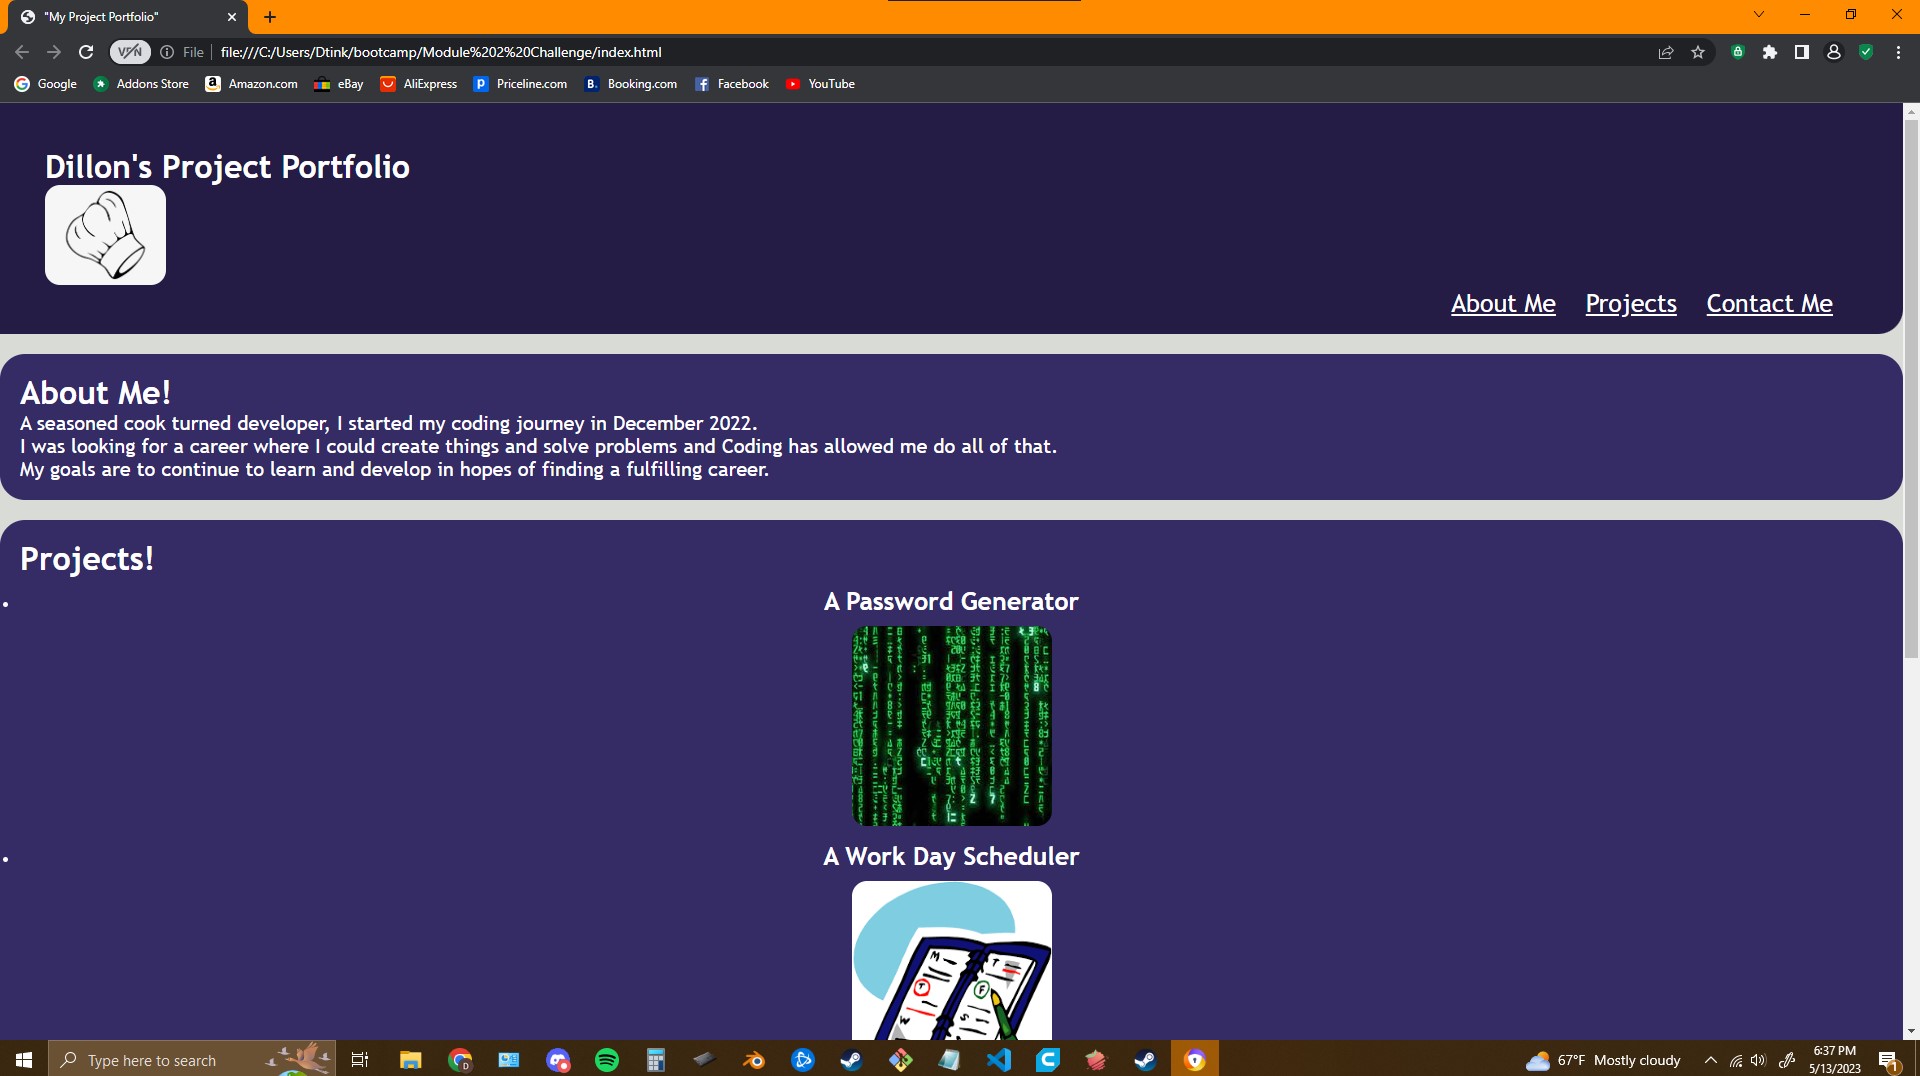 "My Project Portfolio"
VPN
File
file:///C:/Users/Dtink/bootcamp/Module%202%20Challenge/index.html
Google
Addons Store
Amazon.com
eBay
AliExpress
Priceline.com
Booking.com
Facebook
YouTube
Dillon's Project Portfolio
About Me
Projects
Contact Me
About Me!
A seasoned cook turned developer, I started my coding journey in December 2022.
I was looking for a career where I could create things and solve problems and Coding has allowed me do all of that.
My goals are to continue to learn and develop in hopes of finding a fulfilling career.
Projects!
A Password Generator
A Work Day Scheduler
M
T
T
F
W
S
Type here to search
67°F Mostly cloudy
6:37 PM
5/13/2023
1